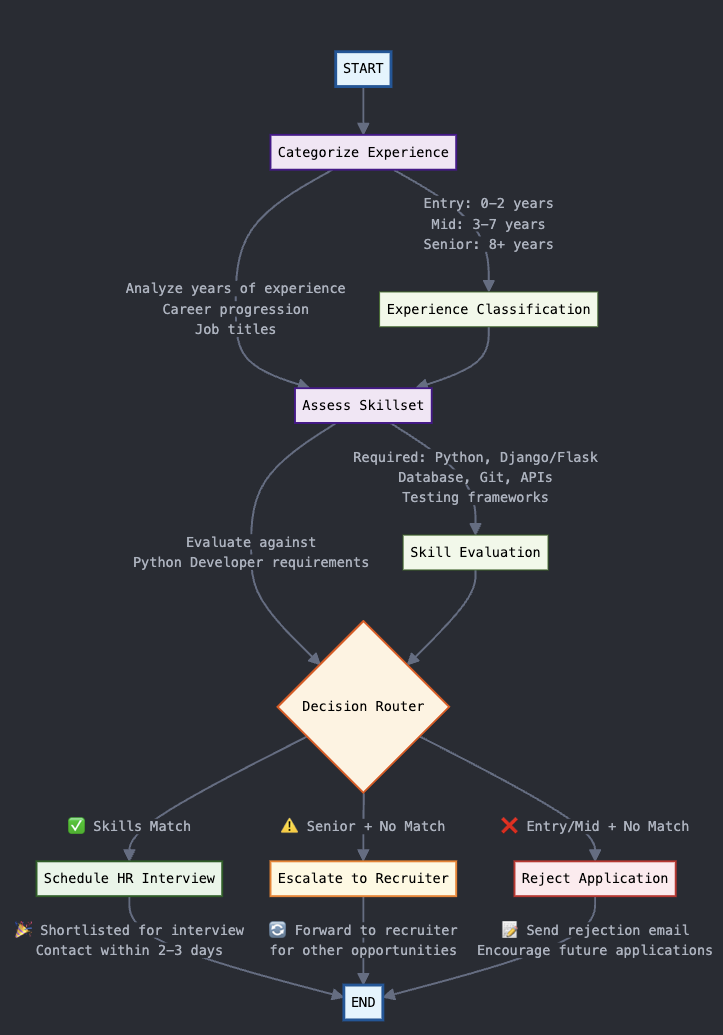 START
Categorize Experience
Entry: 0–2 years
Mid: 3–7 years
Senior: 8+ years
Analyze years of experience
Career progression
Job titles
Experience Classification
Assess Skillset
Required: Python, Django/Flask
Database, Git, APIs
Testing frameworks
Evaluate against
Python Developer requirements
Skill Evaluation
Decision Router
✅ Skills Match
⚠️ Senior + No Match
❌ Entry/Mid + No Match
Schedule HR Interview
Escalate to Recruiter
Reject Application
🎉 Shortlisted for interview
Contact within 2–3 days
🔄 Forward to recruiter
for other opportunities
📝 Send rejection email
Encourage future applications
END